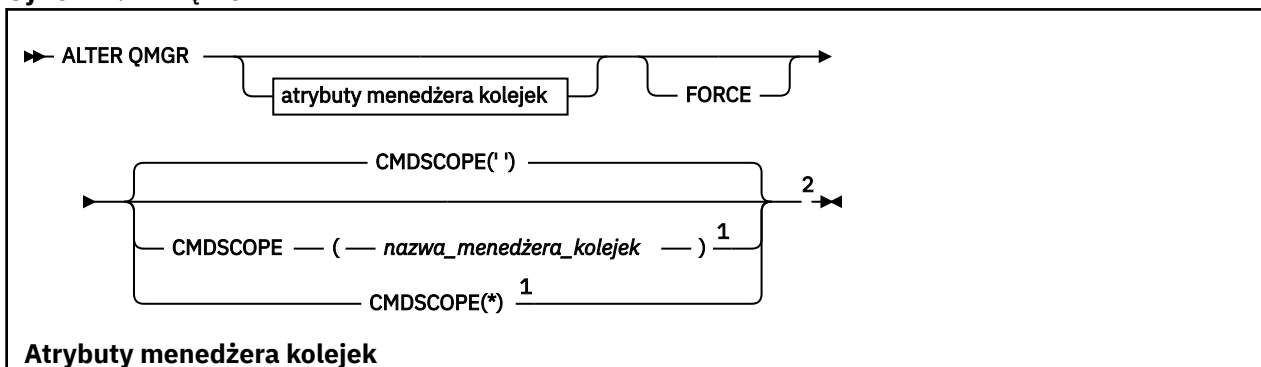 ALTER QMGR
atrybuty menedżera kolejek
FORCE
CMDSCOPE(' ')
2
CMDSCOPE ( nazwa_menedżera_kolejek ) 1
CMDSCOPE(*) 1
Atrybuty menedżera kolejek